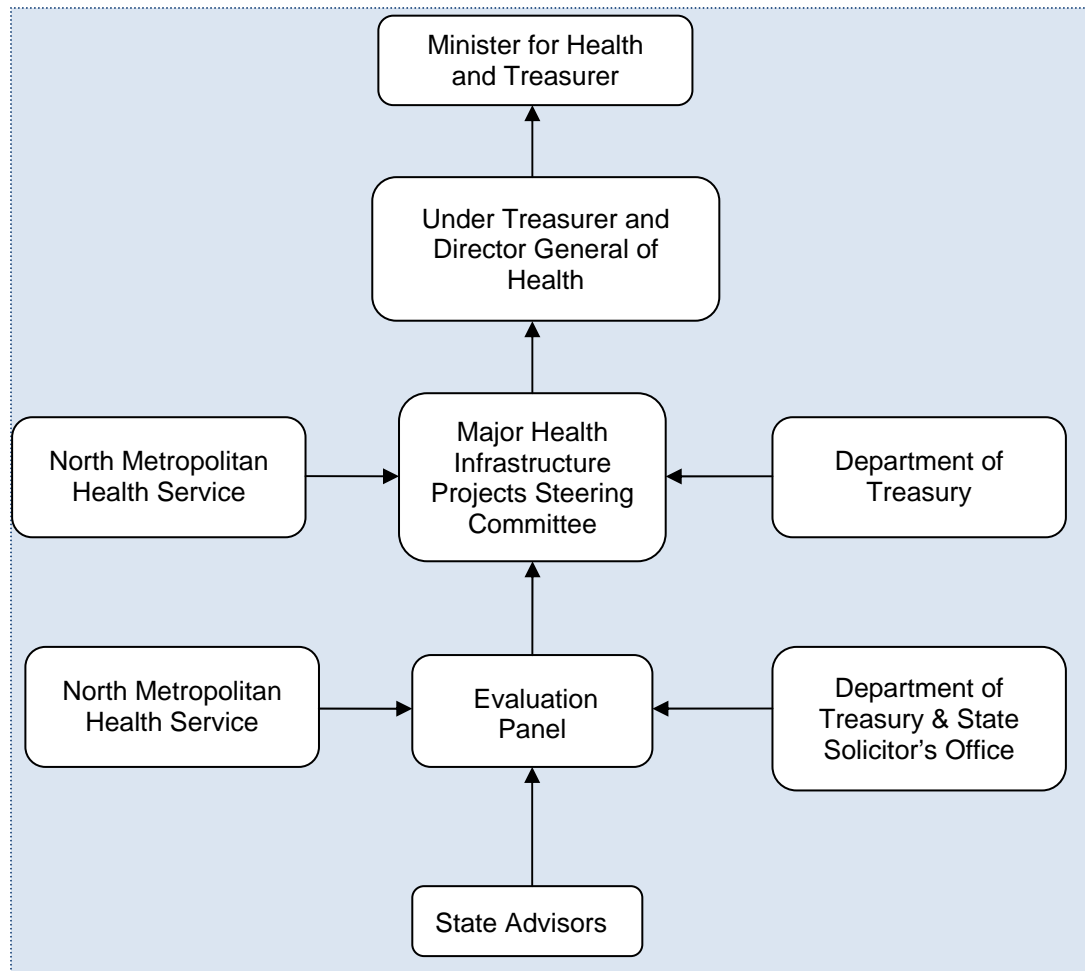 Minister for Health
and Treasurer
Under Treasurer and
Director General of
Health
North Metropolitan
Health Service
Major Health
Infrastructure
Projects Steering
Committee
Department of
Treasury
North Metropolitan
Health Service
Evaluation
Panel
Department of
Treasury & State
Solicitor’s Office
State Advisors